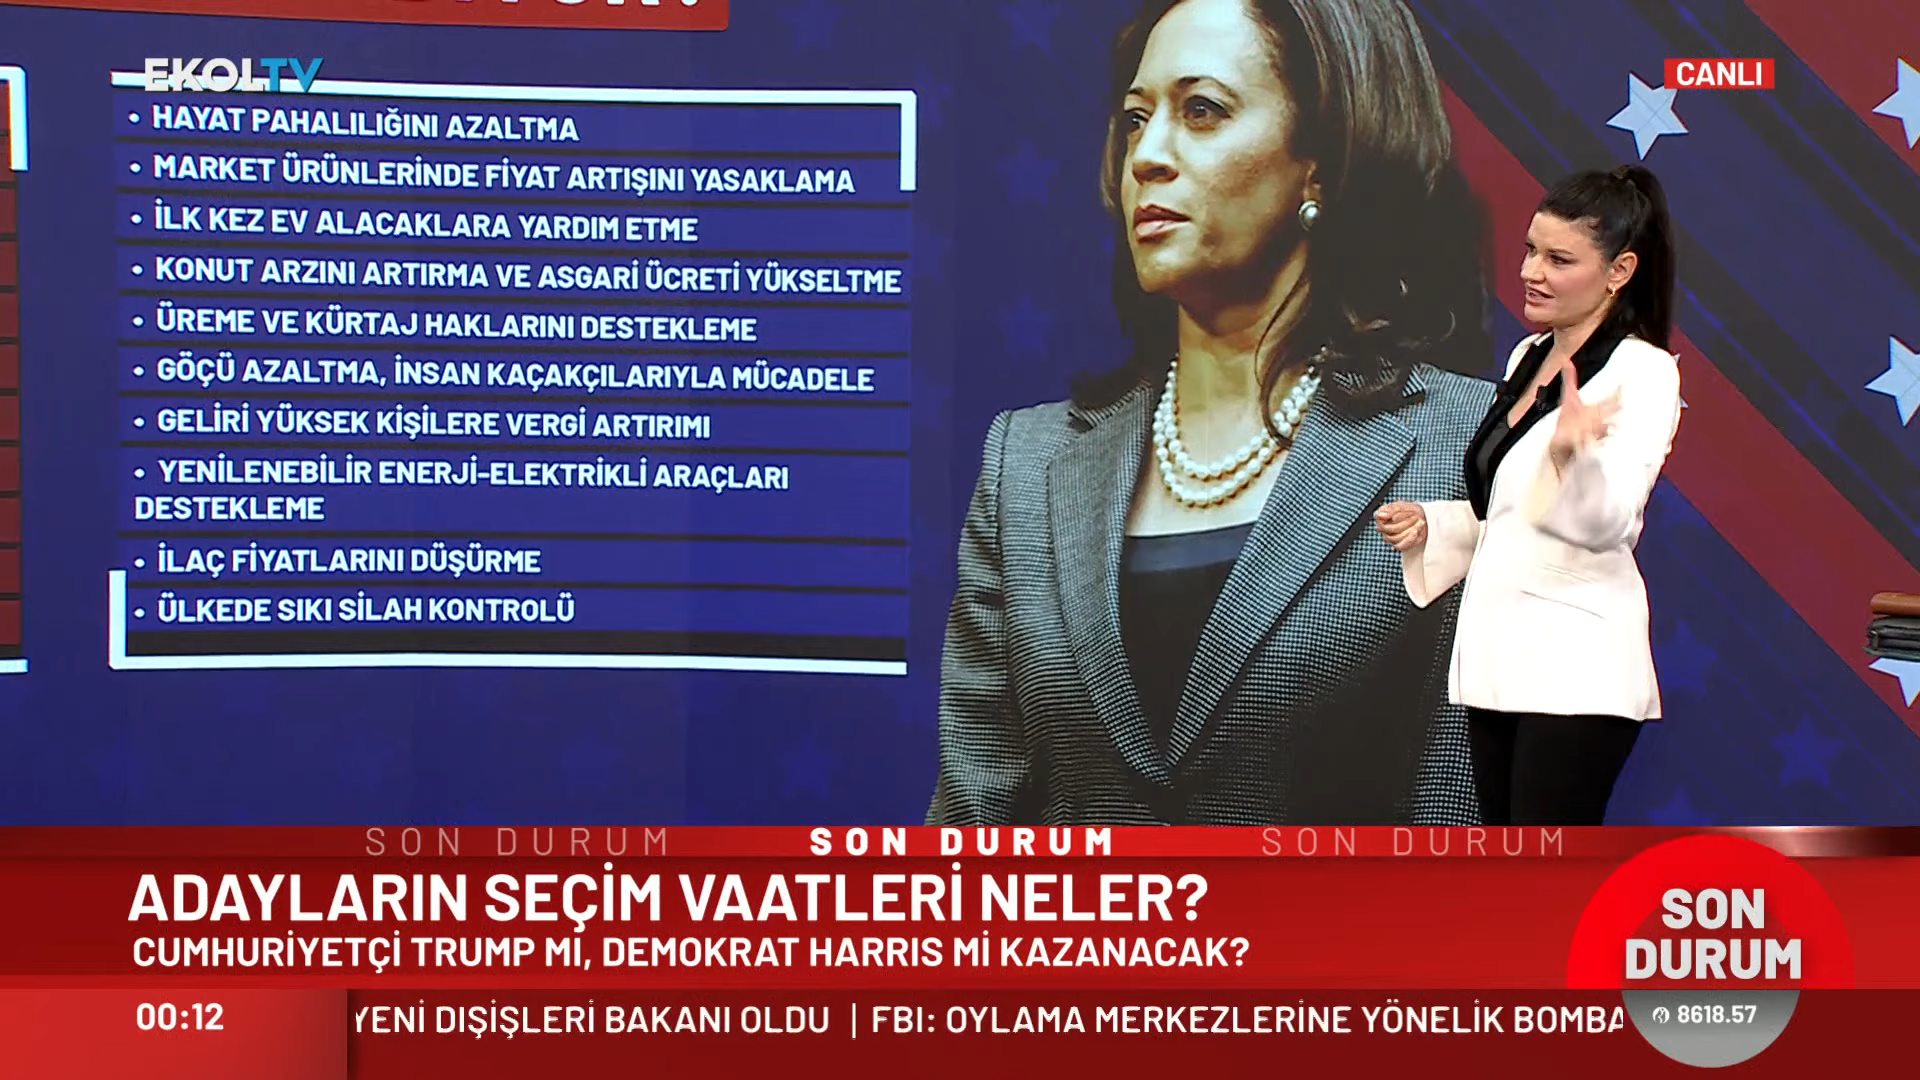 EKOL TV
CANLI
• HAYAT PAHALILIĞINI AZALTMA
• MARKET ÜRÜNLERİNDE FİYAT ARTIŞINI YASAKLAMA
• İLK KEZ EV ALACAKLARA YARDIM ETME
• KONUT ARZINI ARTIRMA VE ASGARİ ÜCRETİ YÜKSELTME
• ÜREME VE KÜRTAJ HAKLARINI DESTEKLEME
• GÖÇÜ AZALTMA, İNSAN KAÇAKÇILARIYLA MÜCADELE
• GELİRİ YÜKSEK KİŞİLERE VERGİ ARTIRIMI
• YENİLENEBİLİR ENERJİ-ELEKTRİKLİ ARAÇLARI
DESTEKLEME
• İLAÇ FİYATLARINI DÜŞÜRME
• ÜLKEDE SIKI SİLAH KONTROLÜ
SON DURUM SON DURUM SON DURUM
ADAYLARIN SEÇİM VAATLERİ NELER?
CUMHURİYETÇİ TRUMP MI, DEMOKRAT HARRIS Mİ KAZANACAK?
SON
DURUM
00:12 YENİ DIŞİŞLERİ BAKANI OLDU | FBI: OYLAMA MERKEZLERİNE YÖNELİK BOMBA
8618.57